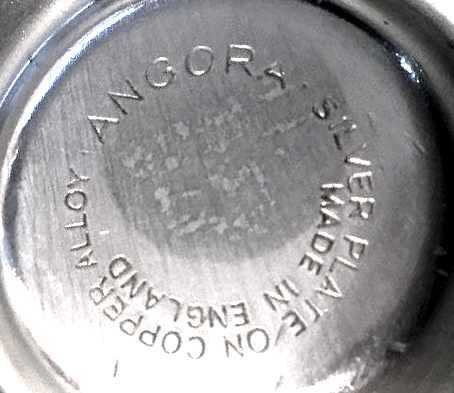 ANGORA · SILVER PLATE/ON COPPER ALLOY ·
MADE IN ENGLAND